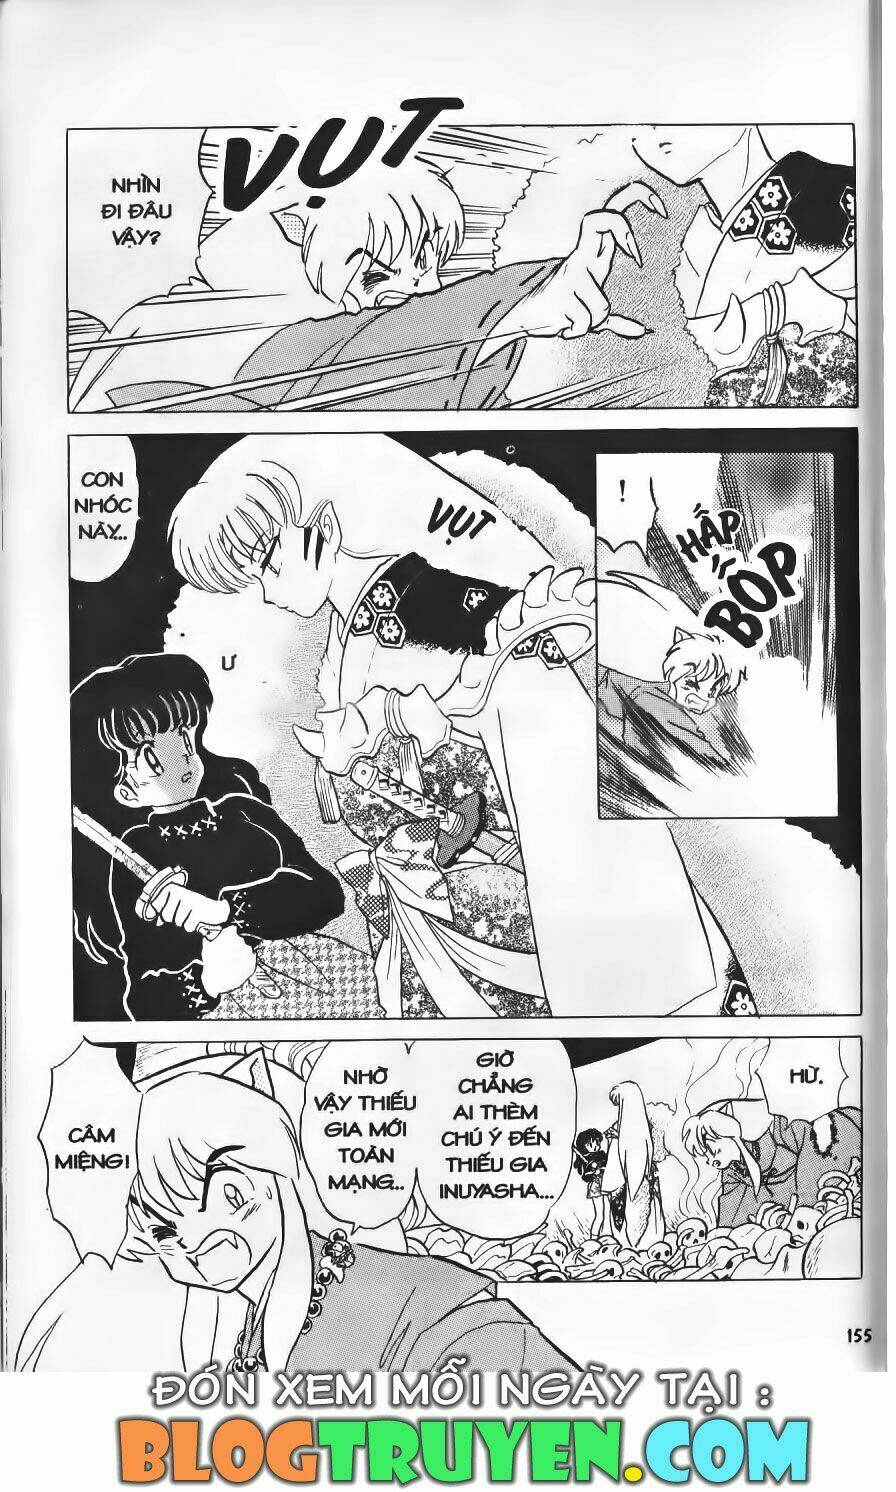 NHÌN
ĐI ĐÂU
VẬY?
VỤT
CON
NHÓC
NÀY...
Ư
VỤT
!
HẤP
BỐP
CÂM
MIỆNG!
NHỜ
VẬY THIẾU
GIA MỚI
TOÀN
MẠNG...
GIỜ
CHẲNG
AI THÈM
CHÚ Ý ĐẾN
THIẾU GIA
INUYASHA...
HỪ.
155
ĐÓN XEM MỖI NGÀY TẠI :
BLOGTRUYEN.COM